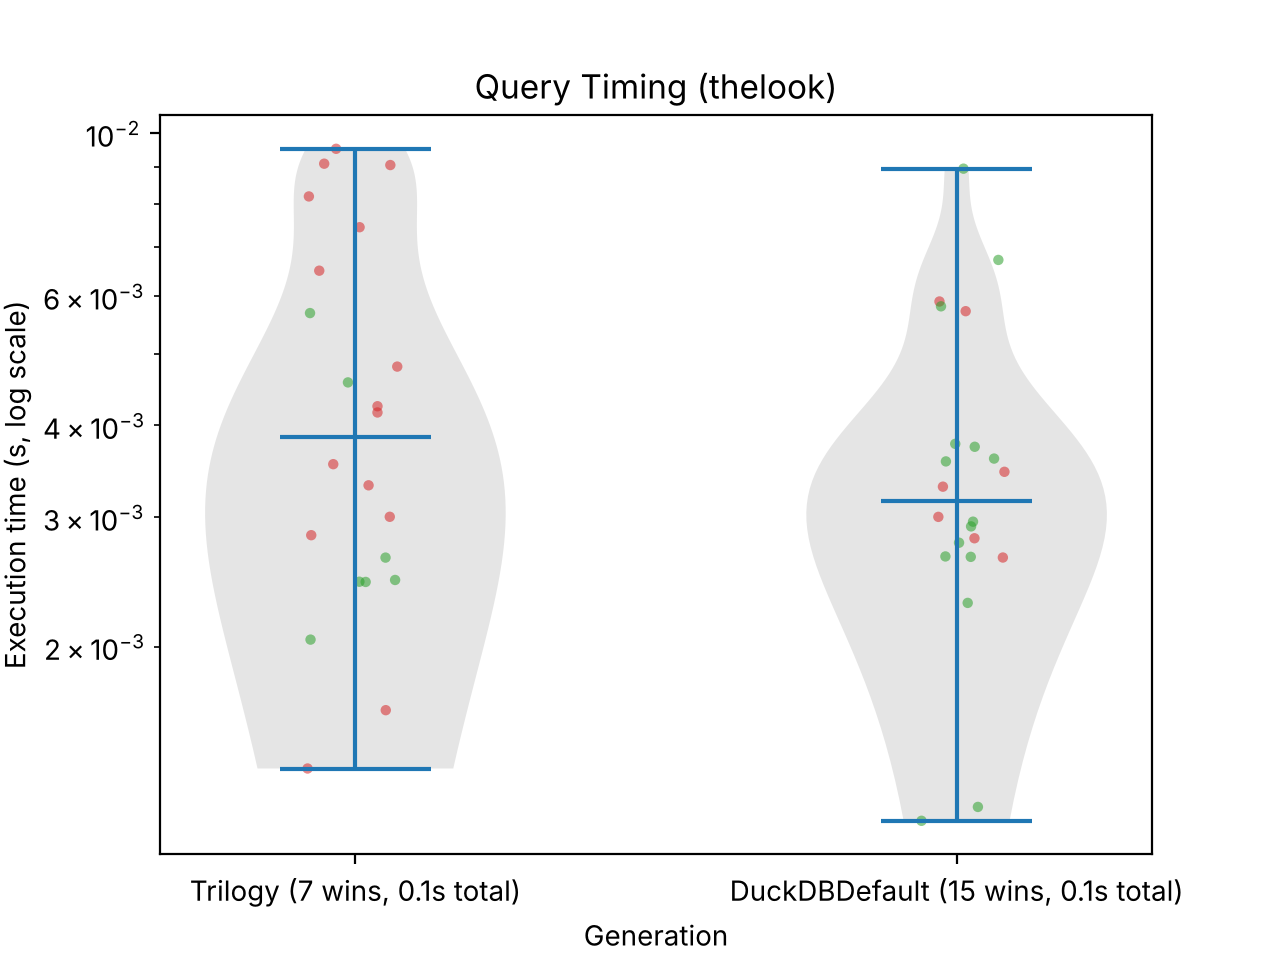 Query Timing (thelook)
10⁻²
6 × 10⁻³
4 × 10⁻³
3 × 10⁻³
2 × 10⁻³
Execution time (s, log scale)
Trilogy (7 wins, 0.1s total)
DuckDBDefault (15 wins, 0.1s total)
Generation